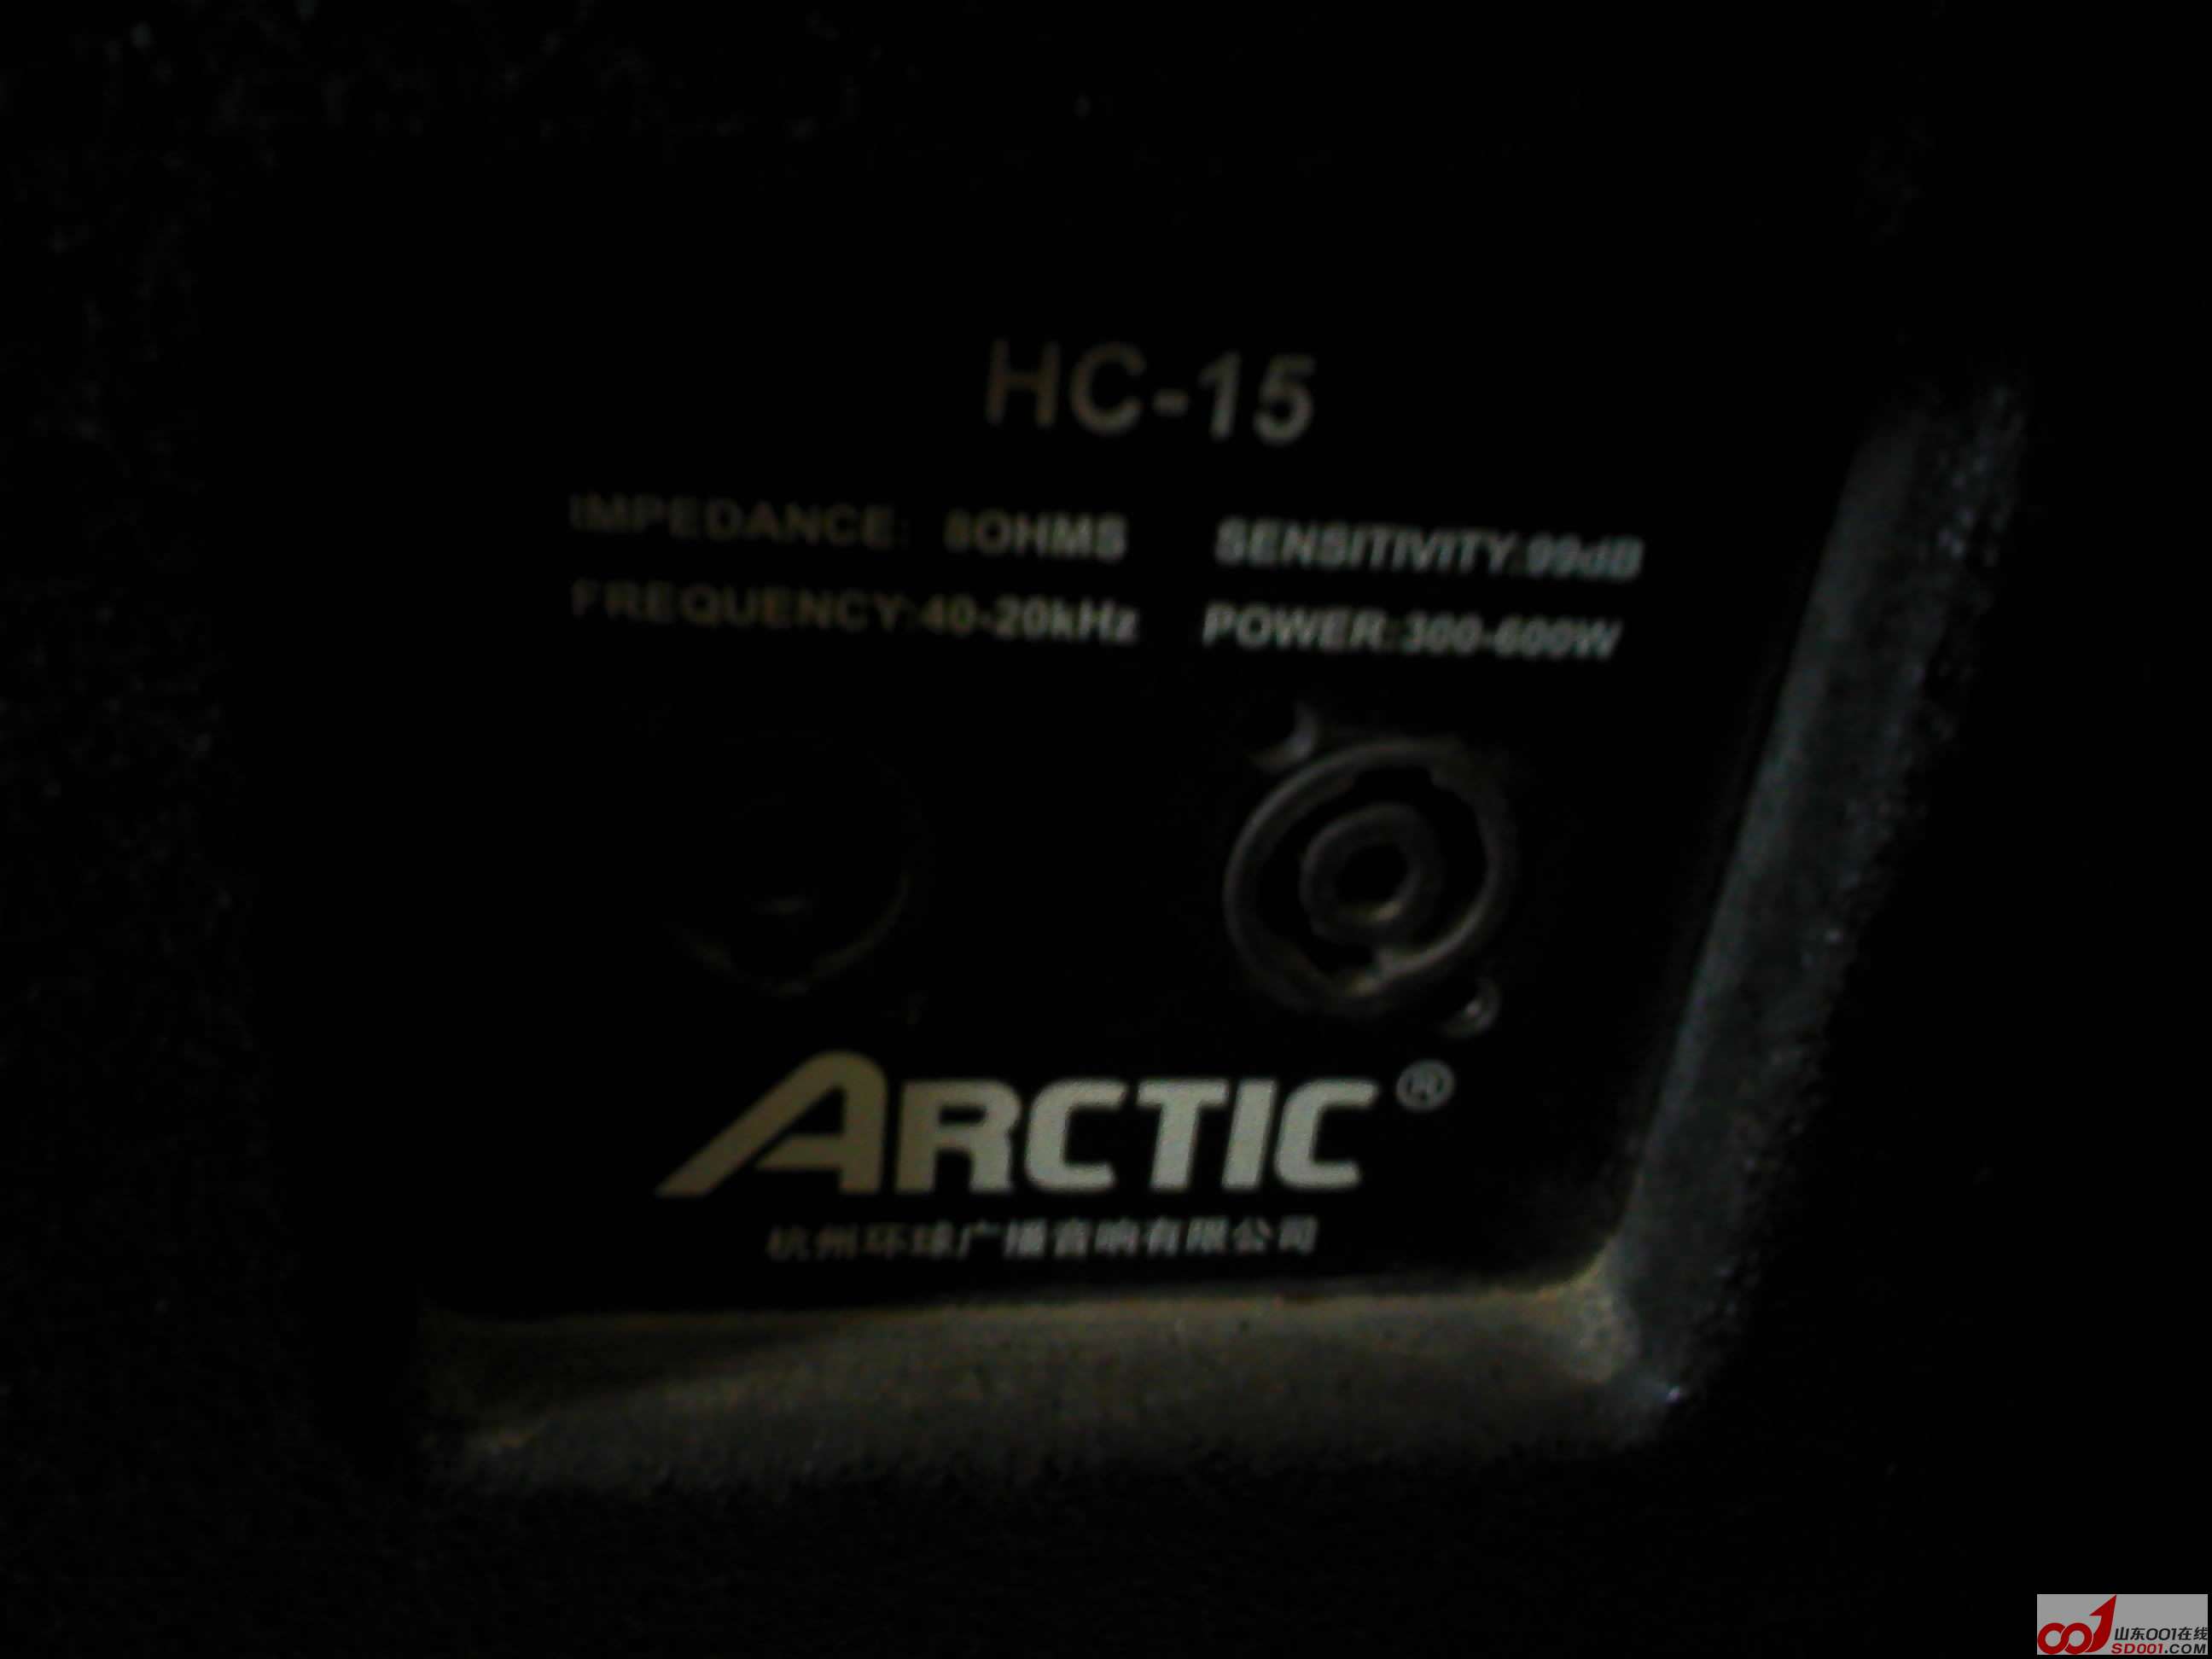 HC-15
IMPEDANCE: 8OHMS SENSITIVITY:99dB
FREQUENCY:40-20kHz POWER:300-600W
ARCTIC®
杭州环球广播音响有限公司
山东001在线
SD001.COM